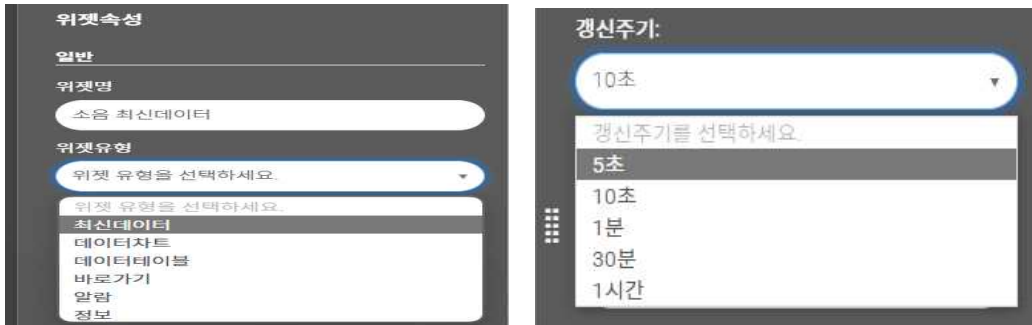 위젯속성
일반
위젯명
소음 최신데이터
위젯유형
위젯 유형을 선택하세요.
위젯 유형을 선택하세요.
최신데이터
데이터차트
데이터테이블
바로가기
알람
정보
갱신주기:
10초
갱신주기를 선택하세요.
5초
10초
1분
30분
1시간